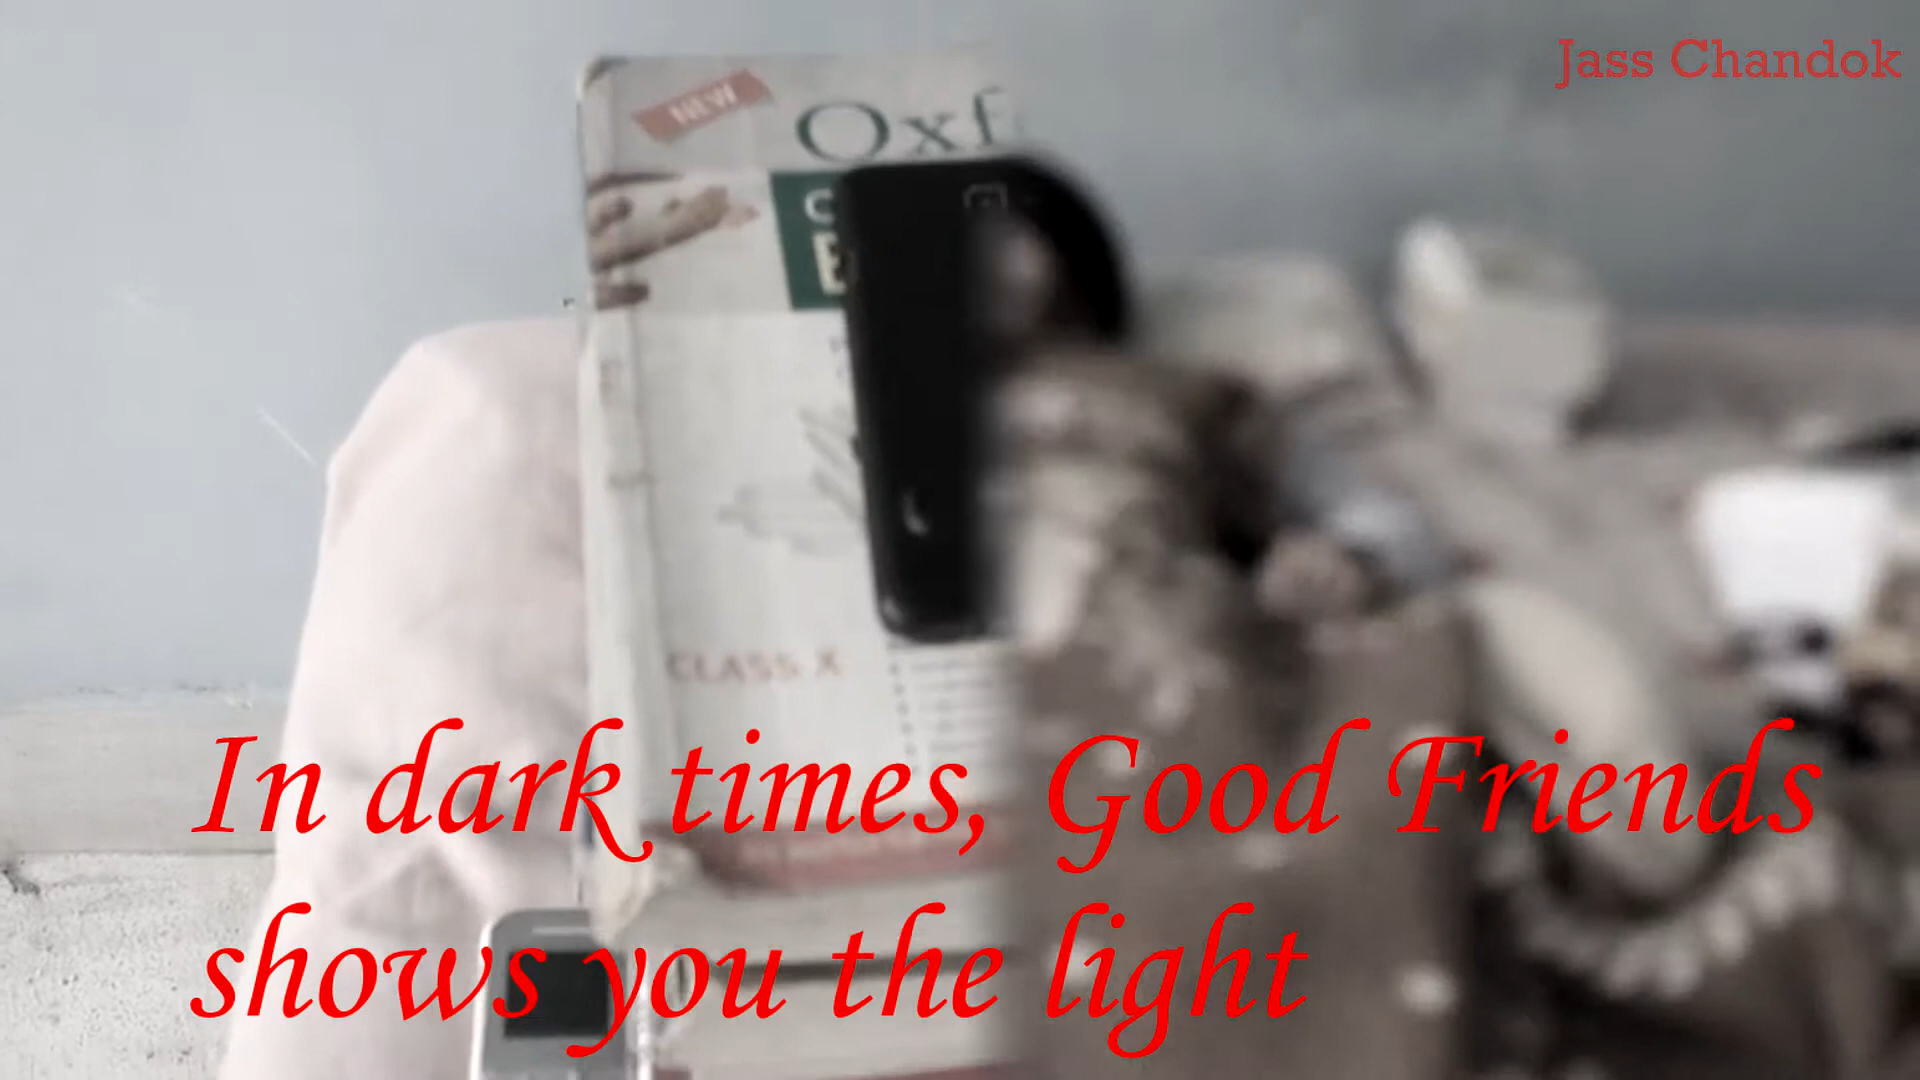 Jass Chandok
NEW
Oxf
CLASS X
In dark times, Good Friends
shows you the light